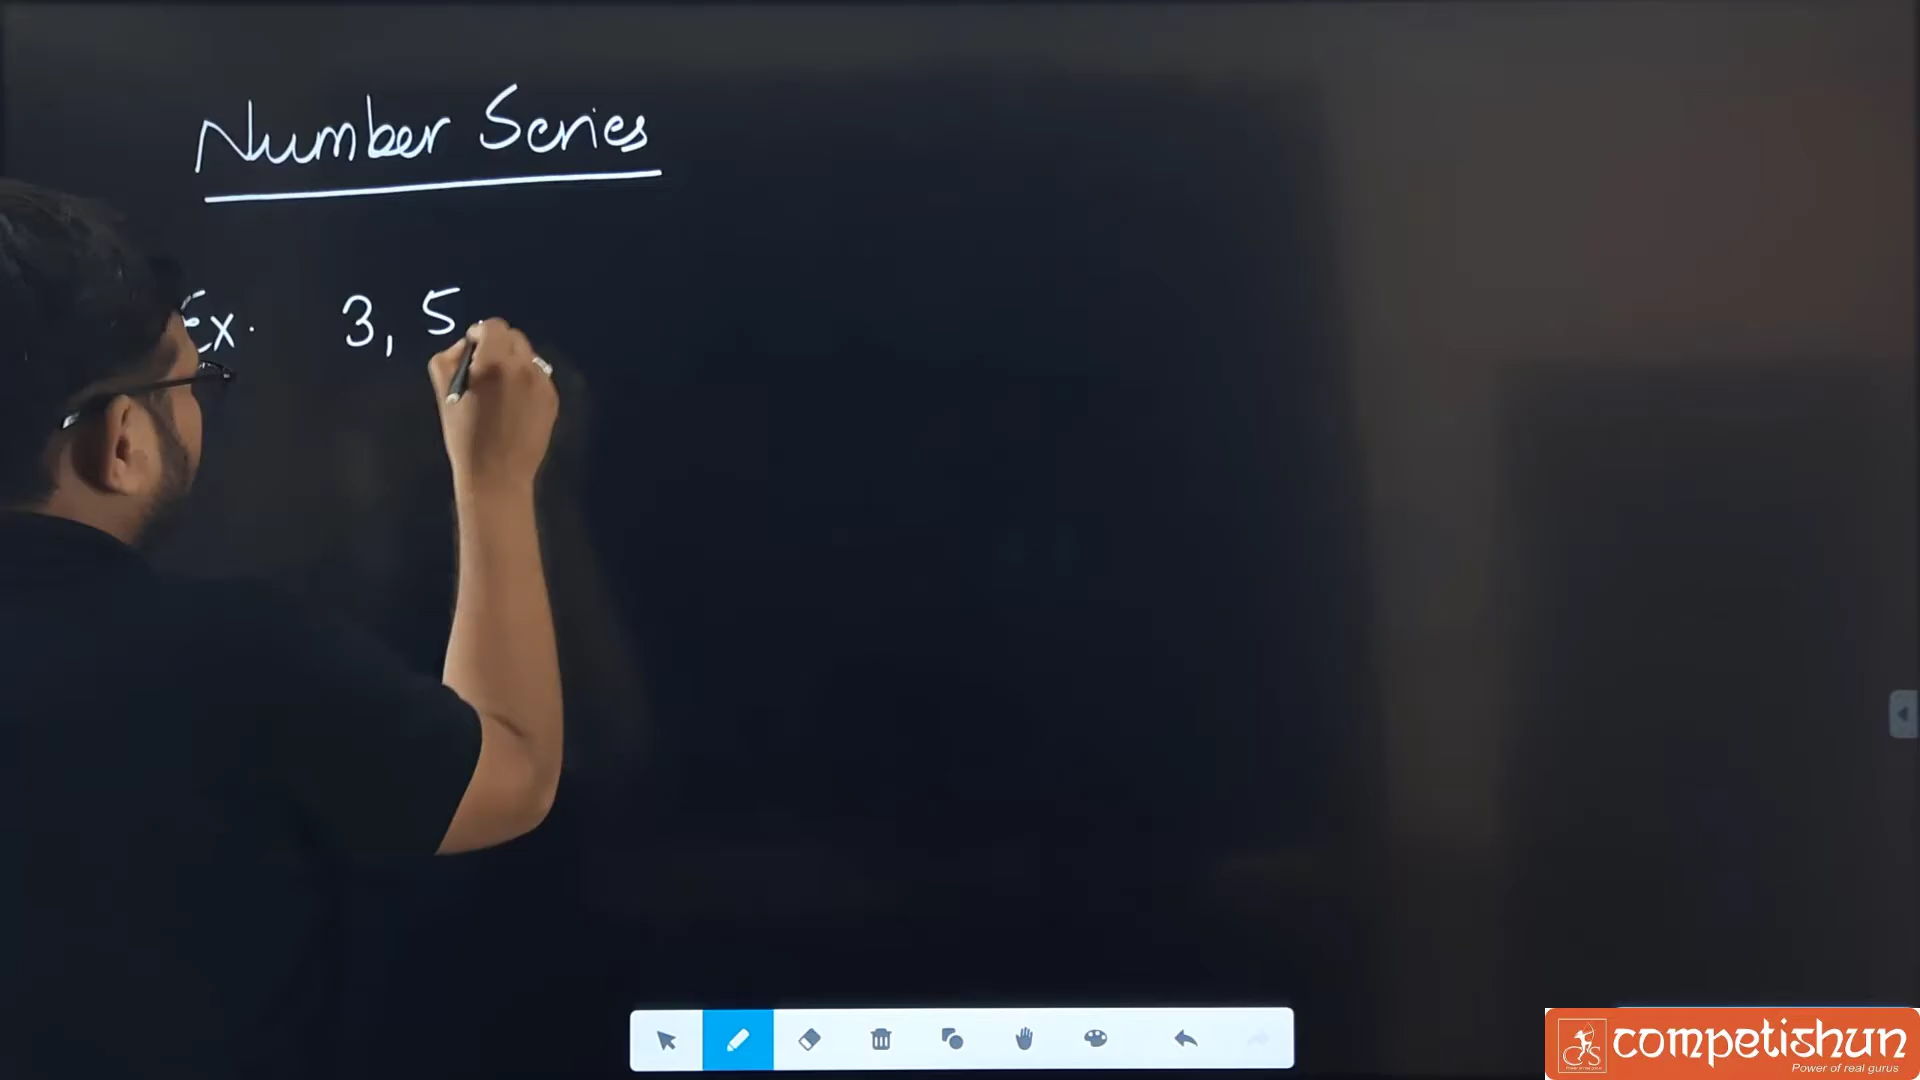 Number Series
Ex. 3, 5
competishun
Power of real gurus